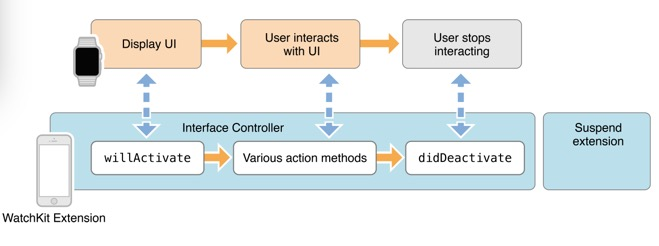 Display UI
User interacts
with UI
User stops
interacting
Interface Controller
willActivate
Various action methods
didDeactivate
Suspend
extension
WatchKit Extension